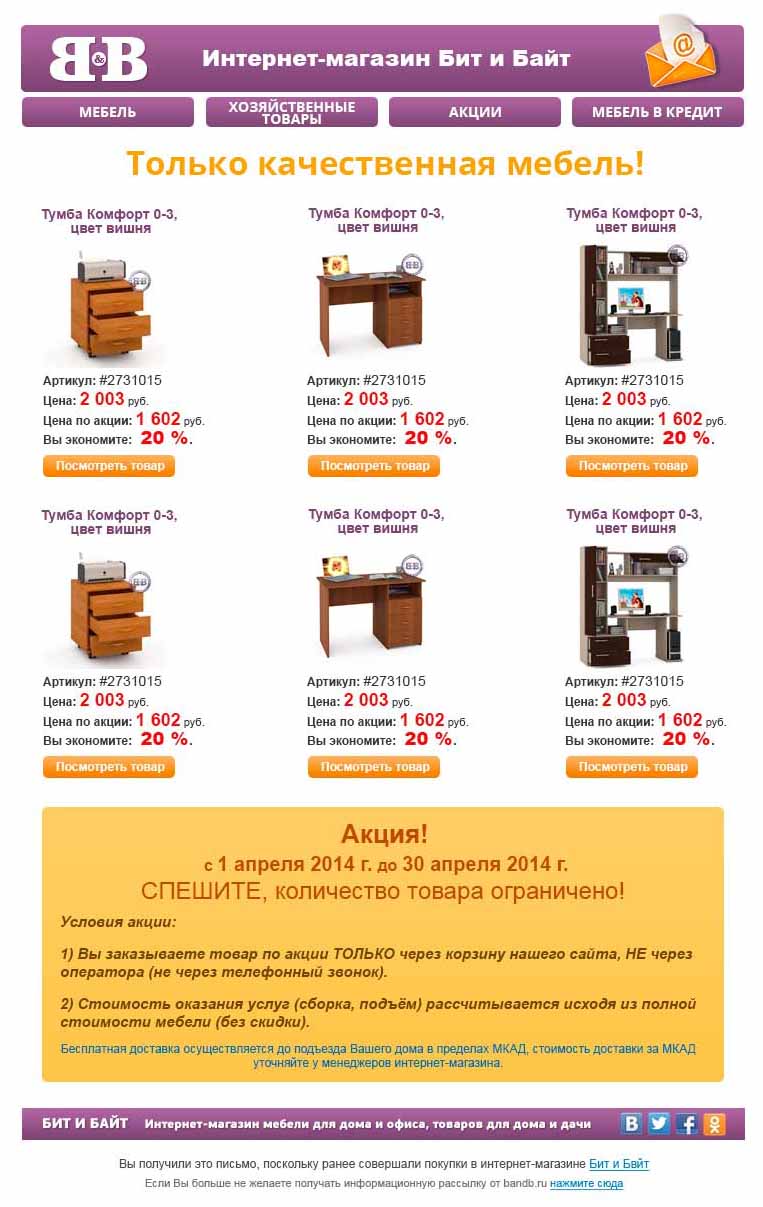 B&B
Интернет-магазин Бит и Байт
МЕБЕЛЬ
ХОЗЯЙСТВЕННЫЕ
ТОВАРЫ
АКЦИИ
МЕБЕЛЬ В КРЕДИТ
Только качественная мебель!
Тумба Комфорт 0-3,
цвет вишня
Артикул: #2731015
Цена: 2 003 руб.
Цена по акции: 1 602 руб.
Вы экономите: 20 %.
Посмотреть товар
Тумба Комфорт 0-3,
цвет вишня
Артикул: #2731015
Цена: 2 003 руб.
Цена по акции: 1 602 руб.
Вы экономите: 20 %.
Посмотреть товар
Тумба Комфорт 0-3,
цвет вишня
Артикул: #2731015
Цена: 2 003 руб.
Цена по акции: 1 602 руб.
Вы экономите: 20 %.
Посмотреть товар
Тумба Комфорт 0-3,
цвет вишня
Артикул: #2731015
Цена: 2 003 руб.
Цена по акции: 1 602 руб.
Вы экономите: 20 %.
Посмотреть товар
Тумба Комфорт 0-3,
цвет вишня
Артикул: #2731015
Цена: 2 003 руб.
Цена по акции: 1 602 руб.
Вы экономите: 20 %.
Посмотреть товар
Тумба Комфорт 0-3,
цвет вишня
Артикул: #2731015
Цена: 2 003 руб.
Цена по акции: 1 602 руб.
Вы экономите: 20 %.
Посмотреть товар
Акция!
с 1 апреля 2014 г. до 30 апреля 2014 г.
СПЕШИТЕ, количество товара ограничено!
Условия акции:
1) Вы заказываете товар по акции ТОЛЬКО через корзину нашего сайта, НЕ через
оператора (не через телефонный звонок).
2) Стоимость оказания услуг (сборка, подъём) рассчитывается исходя из полной
стоимости мебели (без скидки).
Бесплатная доставка осуществляется до подъезда Вашего дома в пределах МКАД, стоимость доставки за МКАД
уточняйте у менеджеров интернет-магазина.
БИТ И БАЙТ Интернет-магазин мебели для дома и офиса, товаров для дома и дачи
Вы получили это письмо, поскольку ранее совершали покупки в интернет-магазине Бит и Бвйт
Если Вы больше не желаете получать информационную рассылку от bandb.ru нажмите сюда